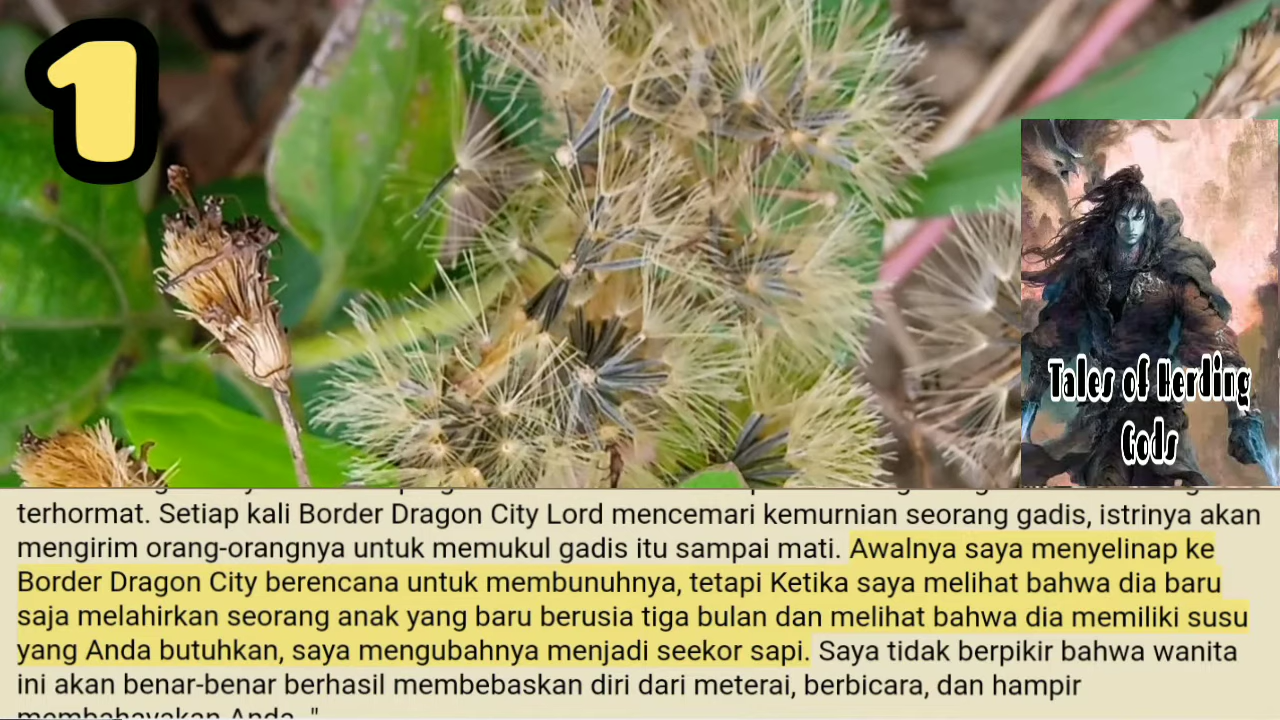 1
Tales of Herding
Gods
terhormat. Setiap kali Border Dragon City Lord mencemari kemurnian seorang gadis, istrinya akan
mengirim orang-orangnya untuk memukul gadis itu sampai mati. Awalnya saya menyelinap ke
Border Dragon City berencana untuk membunuhnya, tetapi Ketika saya melihat bahwa dia baru
saja melahirkan seorang anak yang baru berusia tiga bulan dan melihat bahwa dia memiliki susu
yang Anda butuhkan, saya mengubahnya menjadi seekor sapi. Saya tidak berpikir bahwa wanita
ini akan benar-benar berhasil membebaskan diri dari meterai, berbicara, dan hampir
membahayakan Anda. "